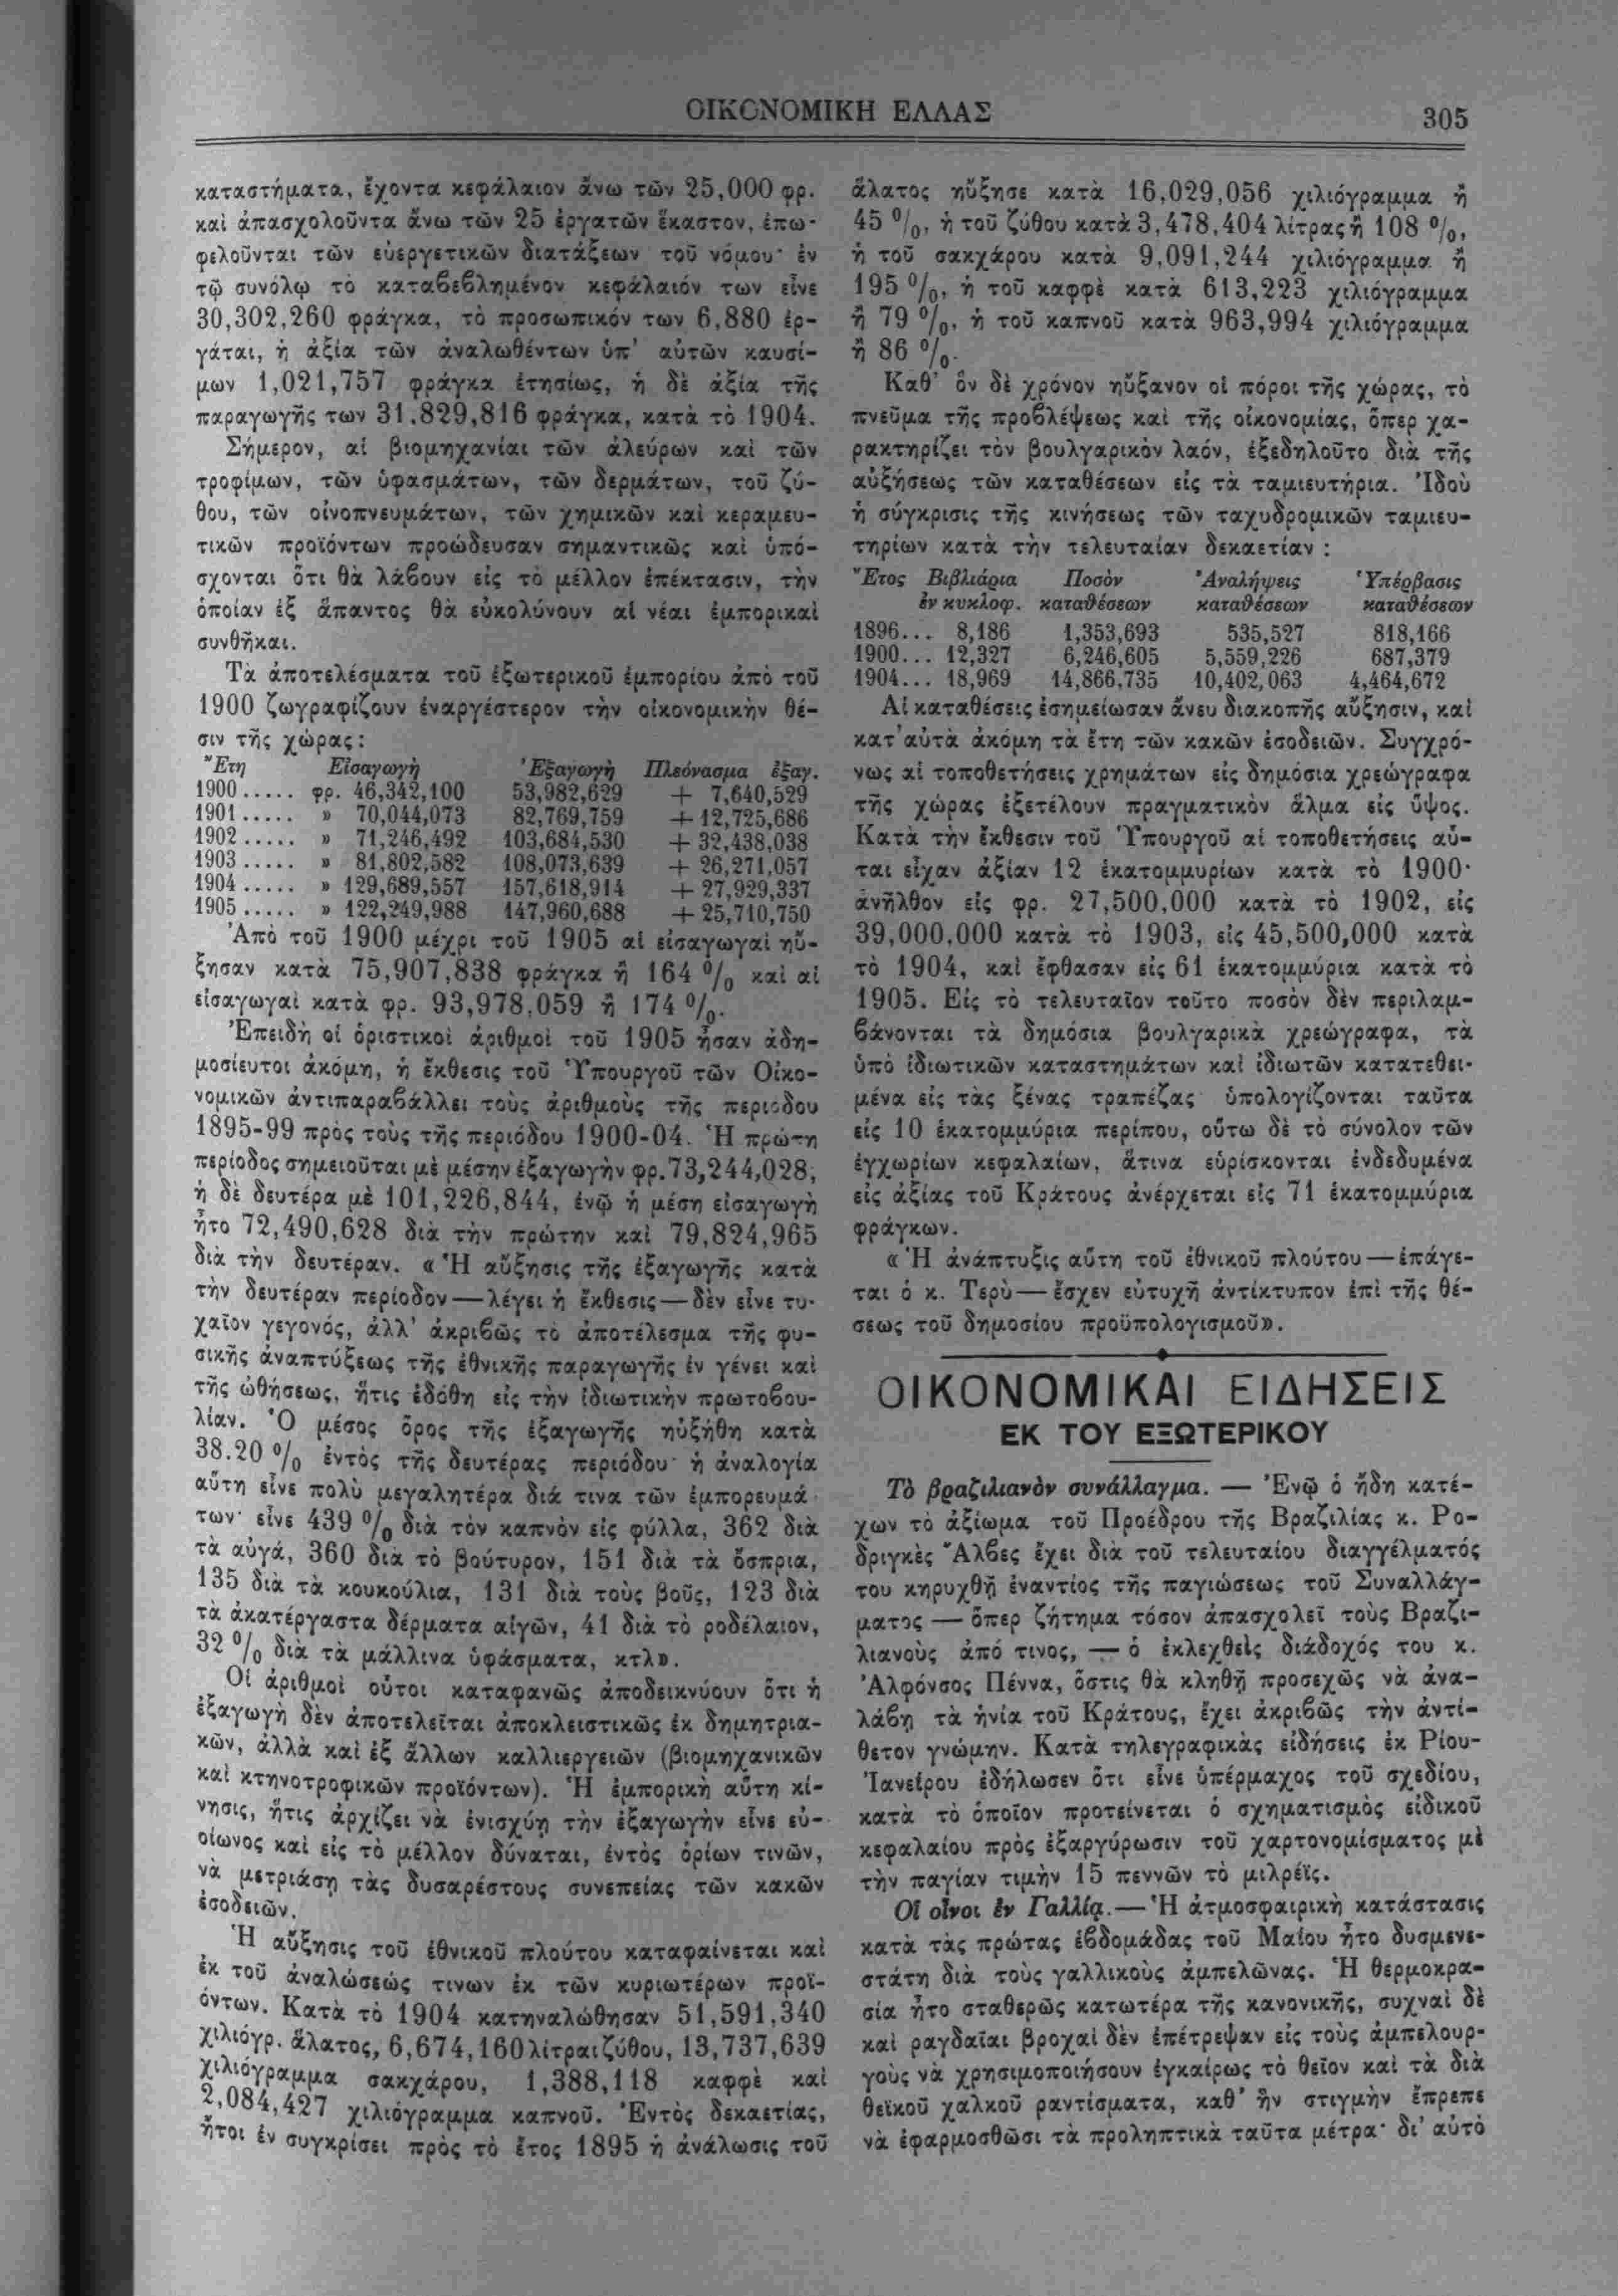 ΟΙΚΟΝΟΜΙΚΗ ΕΛΛΑΣ
305
καταστήματα, ἔχοντα κεφάλαιον ἄνω τῶν 25,000 φρ.
καὶ ἀπασχολοῦντα ἄνω τῶν 25 ἐργατῶν ἕκαστον, ἐπω-
φελοῦνται τῶν εὐεργετικῶν διατάξεων τοῦ νόμου· ἐν
τῷ συνόλῳ τὸ καταβεβλημένον κεφάλαιόν των εἶνε
30,302,260 φράγκα, τὸ προσωπικόν των 6,880 ἐρ-
γάται, ἡ ἀξία τῶν ἀναλωθέντων ὑπ' αὐτῶν καυσί-
μων 1,021,757 φράγκα ἐτησίως, ἡ δὲ ἀξία τῆς
παραγωγῆς των 31.829,816 φράγκα, κατὰ τὸ 1904.
Σήμερον, αἱ βιομηχανίαι τῶν ἀλεύρων καὶ τῶν
τροφίμων, τῶν ὑφασμάτων, τῶν δερμάτων, τοῦ ζύ-
θου, τῶν οἰνοπνευμάτων, τῶν χημικῶν καὶ κεραμευ-
τικῶν προϊόντων προώδευσαν σημαντικῶς καὶ ὑπό-
σχονται ὅτι θὰ λάβουν εἰς τὸ μέλλον ἐπέκτασιν, τὴν
ὁποίαν ἐξ ἅπαντος θὰ εὐκολύνουν αἱ νέαι ἐμπορικαὶ
συνθῆκαι.
Τὰ ἀποτελέσματα τοῦ ἐξωτερικοῦ ἐμπορίου ἀπὸ τοῦ
1900 ζωγραφίζουν ἐναργέστερον τὴν οἰκονομικὴν θέ-
σιν τῆς χώρας:
Ἔτη Εἰσαγωγὴ Ἐξαγωγὴ Πλεόνασμα ἐξαγ.
1900..... φρ. 46,342,100 53,982,629 + 7,640,529
1901..... » 70,044,073 82,769,759 + 12,725,686
1902..... » 71,246,492 103,684,530 + 32,438,038
1903..... » 81,802,582 108,073,639 + 26,271,057
1904..... » 129,689,557 157,618,914 + 27,929,337
1905..... » 122,249,988 147,960,688 + 25,710,750
Ἀπὸ τοῦ 1900 μέχρι τοῦ 1905 αἱ εἰσαγωγαὶ ηὔ-
ξησαν κατὰ 75,907,838 φράγκα ἢ 164 % καὶ αἱ
εἰσαγωγαὶ κατὰ φρ. 93,978,059 ἢ 174 %.
Ἐπειδὴ οἱ ὁριστικοὶ ἀριθμοὶ τοῦ 1905 ἦσαν ἀδη-
μοσίευτοι ἀκόμη, ἡ ἔκθεσις τοῦ Ὑπουργοῦ τῶν Οἰκο-
νομικῶν ἀντιπαραβάλλει τοὺς ἀριθμοὺς τῆς περιόδου
1895-99 πρὸς τοὺς τῆς περιόδου 1900-04. Ἡ πρώτη
περίοδος σημειοῦται μὲ μέσην ἐξαγωγὴν φρ. 73,244,028,
ἡ δὲ δευτέρα μὲ 101,226,844, ἐνῷ ἡ μέση εἰσαγωγὴ
ἦτο 72,490,628 διὰ τὴν πρώτην καὶ 79,824,965
διὰ τὴν δευτέραν. «Ἡ αὔξησις τῆς ἐξαγωγῆς κατὰ
τὴν δευτέραν περίοδον—λέγει ἡ ἔκθεσις—δὲν εἶνε τυ-
χαῖον γεγονός, ἀλλ' ἀκριβῶς τὸ ἀποτέλεσμα τῆς φυ-
σικῆς ἀναπτύξεως τῆς ἐθνικῆς παραγωγῆς ἐν γένει καὶ
τῆς ὠθήσεως, ἥτις ἐδόθη εἰς τὴν ἰδιωτικὴν πρωτοβου-
λίαν. Ὁ μέσος ὅρος τῆς ἐξαγωγῆς ηὐξήθη κατὰ
38.20 % ἐντὸς τῆς δευτέρας περιόδου· ἡ ἀναλογία
αὕτη εἶνε πολὺ μεγαλητέρα διά τινα τῶν ἐμπορευμά-
των· εἶνε 439 % διὰ τὸν καπνὸν εἰς φύλλα, 362 διὰ
τὰ αὐγά, 360 διὰ τὸ βούτυρον, 151 διὰ τὰ ὄσπρια,
135 διὰ τὰ κουκούλια, 131 διὰ τοὺς βοῦς, 123 διὰ
τὰ ἀκατέργαστα δέρματα αἰγῶν, 41 διὰ τὸ ροδέλαιον,
32 % διὰ τὰ μάλλινα ὑφάσματα, κτλ».
Οἱ ἀριθμοὶ οὗτοι καταφανῶς ἀποδεικνύουν ὅτι ἡ
ἐξαγωγὴ δὲν ἀποτελεῖται ἀποκλειστικῶς ἐκ δημητρια-
κῶν, ἀλλὰ καὶ ἐξ ἄλλων καλλιεργειῶν (βιομηχανικῶν
καὶ κτηνοτροφικῶν προϊόντων). Ἡ ἐμπορικὴ αὕτη κί-
νησις, ἥτις ἀρχίζει νὰ ἐνισχύῃ τὴν ἐξαγωγὴν εἶνε εὐ-
οίωνος καὶ εἰς τὸ μέλλον δύναται, ἐντὸς ὁρίων τινῶν,
νὰ μετριάσῃ τὰς δυσαρέστους συνεπείας τῶν κακῶν
ἐσοδειῶν.
Ἡ αὔξησις τοῦ ἐθνικοῦ πλούτου καταφαίνεται καὶ
ἐκ τοῦ ἀναλώσεώς τινων ἐκ τῶν κυριωτέρων προϊ-
όντων. Κατὰ τὸ 1904 κατηναλώθησαν 51,591,340
χιλιόγρ. ἅλατος, 6,674,160 λίτραι ζύθου, 13,737,639
χιλιόγραμμα σακχάρου, 1,388,118 καφφὲ καὶ
2,084,427 χιλιόγραμμα καπνοῦ. Ἐντὸς δεκαετίας,
ἤτοι ἐν συγκρίσει πρὸς τὸ ἔτος 1895 ἡ ἀνάλωσις τοῦ
ἅλατος ηὔξησε κατὰ 16,029,056 χιλιόγραμμα ἢ
45 %, ἡ τοῦ ζύθου κατὰ 3,478,404 λίτρας ἢ 108 %,
ἡ τοῦ σακχάρου κατὰ 9,091,244 χιλιόγραμμα ἢ
195 %, ἡ τοῦ καφφὲ κατὰ 613,223 χιλιόγραμμα
ἢ 79 %, ἡ τοῦ καπνοῦ κατὰ 963,994 χιλιόγραμμα
ἢ 86 %.
Καθ' ὃν δὲ χρόνον ηὔξανον οἱ πόροι τῆς χώρας, τὸ
πνεῦμα τῆς προβλέψεως καὶ τῆς οἰκονομίας, ὅπερ χα-
ρακτηρίζει τὸν βουλγαρικὸν λαόν, ἐξεδηλοῦτο διὰ τῆς
αὐξήσεως τῶν καταθέσεων εἰς τὰ ταμιευτήρια. Ἰδοὺ
ἡ σύγκρισις τῆς κινήσεως τῶν ταχυδρομικῶν ταμιευ-
τηρίων κατὰ τὴν τελευταίαν δεκαετίαν :
Ἔτος Βιβλιάρια Ποσὸν Ἀναλήψεις Ὑπέρβασις
ἐν κυκλοφ. καταθέσεων καταθέσεων καταθέσεων
1896... 8,186 1,353,693 535,527 818,166
1900... 12,327 6,246,605 5,559,226 687,379
1904... 18,969 14,866,735 10,402,063 4,464,672
Αἱ καταθέσεις ἐσημείωσαν ἄνευ διακοπῆς αὔξησιν, καὶ
κατ' αὐτὰ ἀκόμη τὰ ἔτη τῶν κακῶν ἐσοδειῶν. Συγχρό-
νως αἱ τοποθετήσεις χρημάτων εἰς δημόσια χρεώγραφα
τῆς χώρας ἐξετέλουν πραγματικὸν ἅλμα εἰς ὕψος.
Κατὰ τὴν ἔκθεσιν τοῦ Ὑπουργοῦ αἱ τοποθετήσεις αὗ-
ται εἶχαν ἀξίαν 12 ἑκατομμυρίων κατὰ τὸ 1900·
ἀνῆλθον εἰς φρ. 27,500,000 κατὰ τὸ 1902, εἰς
39,000,000 κατὰ τὸ 1903, εἰς 45,500,000 κατὰ
τὸ 1904, καὶ ἔφθασαν εἰς 61 ἑκατομμύρια κατὰ τὸ
1905. Εἰς τὸ τελευταῖον τοῦτο ποσὸν δὲν περιλαμ-
βάνονται τὰ δημόσια βουλγαρικὰ χρεώγραφα, τὰ
ὑπὸ ἰδιωτικῶν καταστημάτων καὶ ἰδιωτῶν κατατεθει-
μένα εἰς τὰς ξένας τραπέζας ὑπολογίζονται ταῦτα
εἰς 10 ἑκατομμύρια περίπου, οὕτω δὲ τὸ σύνολον τῶν
ἐγχωρίων κεφαλαίων, ἅτινα εὑρίσκονται ἐνδεδυμένα
εἰς ἀξίας τοῦ Κράτους ἀνέρχεται εἰς 71 ἑκατομμύρια
φράγκων.
«Ἡ ἀνάπτυξις αὕτη τοῦ ἐθνικοῦ πλούτου—ἐπάγε-
ται ὁ κ. Τερὺ—ἔσχεν εὐτυχῆ ἀντίκτυπον ἐπὶ τῆς θέ-
σεως τοῦ δημοσίου προϋπολογισμοῦ».
ΟΙΚΟΝΟΜΙΚΑΙ ΕΙΔΗΣΕΙΣ
ΕΚ ΤΟΥ ΕΞΩΤΕΡΙΚΟΥ
Τὸ βραζιλιανὸν συνάλλαγμα. — Ἐνῷ ὁ ἤδη κατέ-
χων τὸ ἀξίωμα τοῦ Προέδρου τῆς Βραζιλίας κ. Ρο-
δριγκὲς Ἄλβες ἔχει διὰ τοῦ τελευταίου διαγγέλματός
του κηρυχθῇ ἐναντίος τῆς παγιώσεως τοῦ Συναλλάγ-
ματος — ὅπερ ζήτημα τόσον ἀπασχολεῖ τοὺς Βραζι-
λιανοὺς ἀπό τινος, — ὁ ἐκλεχθεὶς διάδοχός του κ.
Ἀλφόνσος Πέννα, ὅστις θὰ κληθῇ προσεχῶς νὰ ἀνα-
λάβῃ τὰ ἡνία τοῦ Κράτους, ἔχει ἀκριβῶς τὴν ἀντί-
θετον γνώμην. Κατὰ τηλεγραφικὰς εἰδήσεις ἐκ Ρίου-
Ἰανείρου ἐδήλωσεν ὅτι εἶνε ὑπέρμαχος τοῦ σχεδίου,
κατὰ τὸ ὁποῖον προτείνεται ὁ σχηματισμὸς εἰδικοῦ
κεφαλαίου πρὸς ἐξαργύρωσιν τοῦ χαρτονομίσματος μὲ
τὴν παγίαν τιμὴν 15 πεννῶν τὸ μιλρέϊς.
Οἱ οἶνοι ἐν Γαλλίᾳ.—Ἡ ἀτμοσφαιρικὴ κατάστασις
κατὰ τὰς πρώτας ἑβδομάδας τοῦ Μαΐου ἦτο δυσμενε-
στάτη διὰ τοὺς γαλλικοὺς ἀμπελῶνας. Ἡ θερμοκρα-
σία ἦτο σταθερῶς κατωτέρα τῆς κανονικῆς, συχναὶ δὲ
καὶ ραγδαῖαι βροχαὶ δὲν ἐπέτρεψαν εἰς τοὺς ἀμπελουρ-
γοὺς νὰ χρησιμοποιήσουν ἐγκαίρως τὸ θεῖον καὶ τὰ διὰ
θεϊκοῦ χαλκοῦ ραντίσματα, καθ' ἣν στιγμὴν ἔπρεπε
νὰ ἐφαρμοσθῶσι τὰ προληπτικὰ ταῦτα μέτρα· δι' αὐτὸ